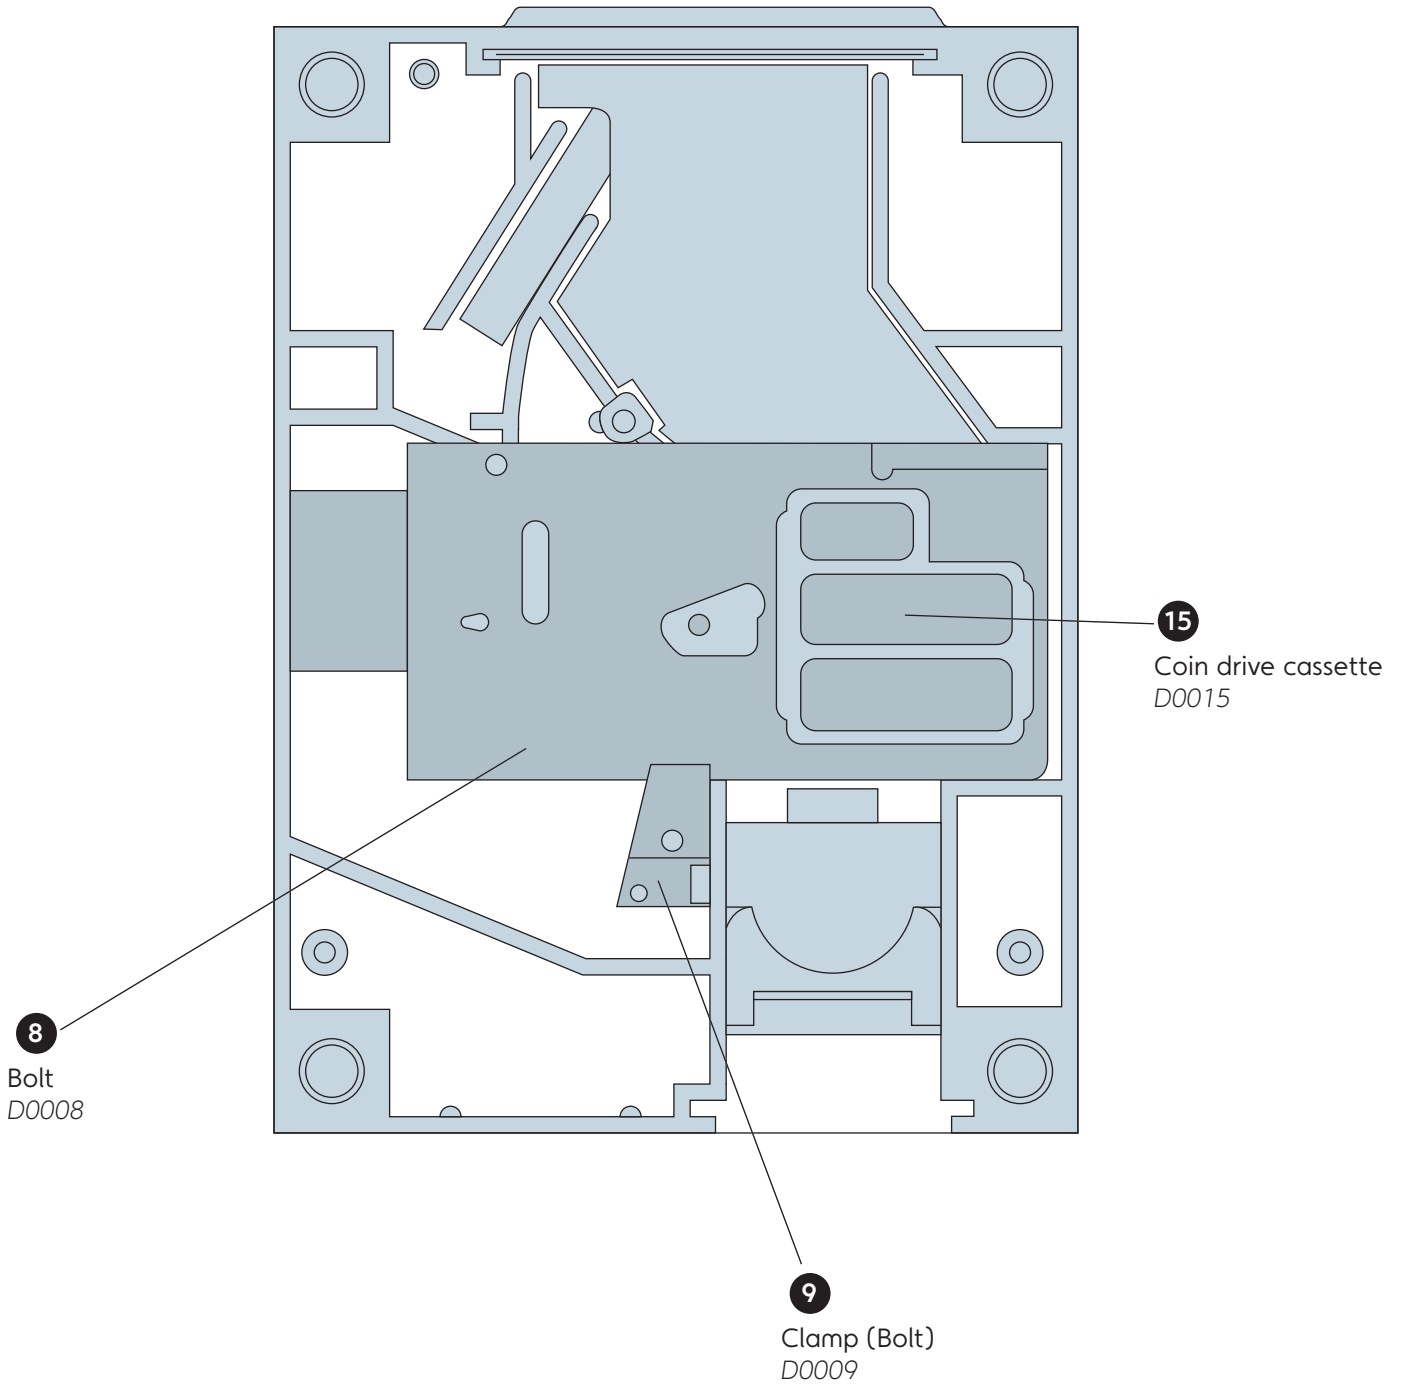 15
Coin drive cassette
D0015
8
Bolt
D0008
9
Clamp (Bolt)
D0009